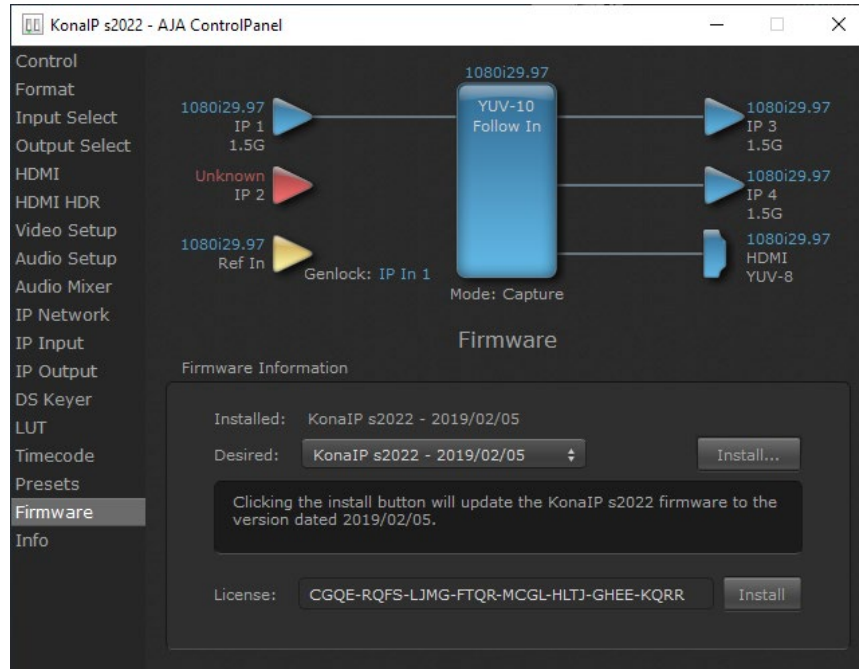 KonaIP s2022 - AJA ControlPanel
Control
Format
Input Select
Output Select
HDMI
HDMI HDR
Video Setup
Audio Setup
Audio Mixer
IP Network
IP Input
IP Output
DS Keyer
LUT
Timecode
Presets
Firmware
Info
1080i29.97
IP 1
1.5G
Unknown
IP 2
1080i29.97
Ref In
Genlock: IP In 1
1080i29.97
YUV-10
Follow In
Mode: Capture
1080i29.97
IP 3
1.5G
1080i29.97
IP 4
1.5G
1080i29.97
HDMI
YUV-8
Firmware
Firmware Information
Installed: KonaIP s2022 - 2019/02/05
Desired: KonaIP s2022 - 2019/02/05 Install...
Clicking the install button will update the KonaIP s2022 firmware to the
version dated 2019/02/05.
License: CGQE-RQFS-LJMG-FTQR-MCGL-HLTJ-GHEE-KQRR Install